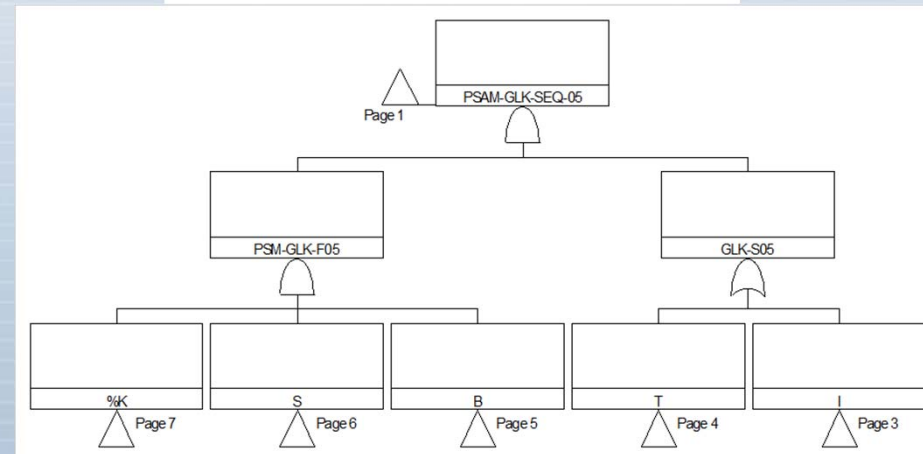 PSAM-GLK-SEQ-05
Page 1
PSM-GLK-F05
GLK-S05
%K
S
B
T
I
Page 7
Page 6
Page 5
Page 4
Page 3